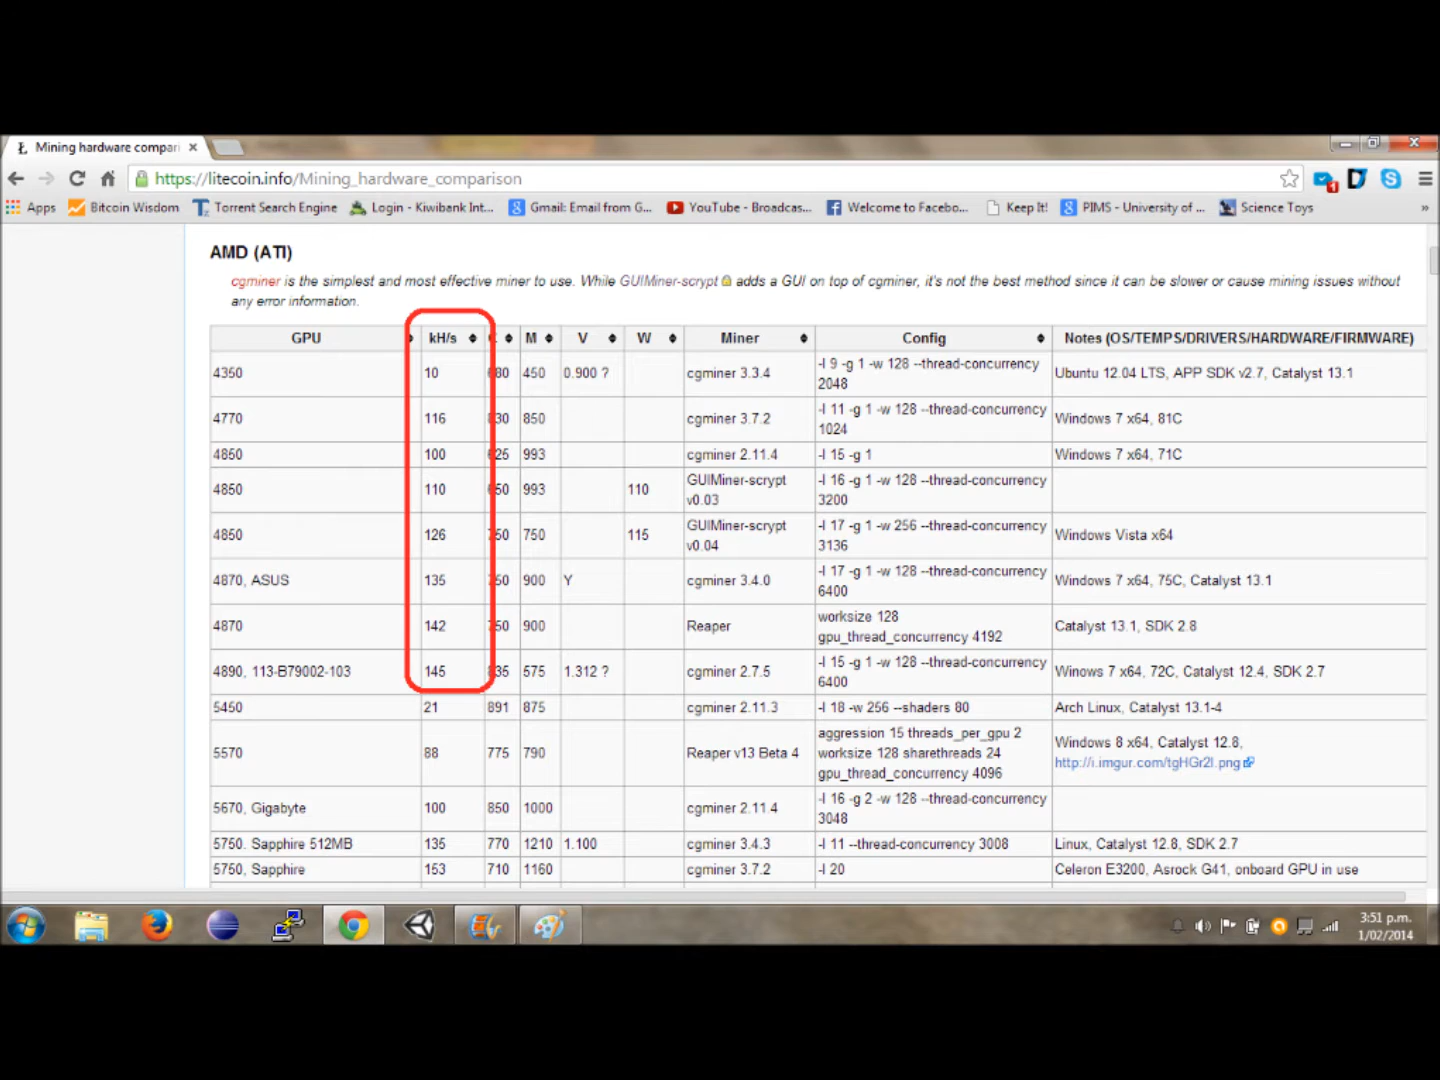 Mining hardware compari
https://litecoin.info/Mining_hardware_comparison
Apps Bitcoin Wisdom Torrent Search Engine Login - Kiwibank Int... Gmail: Email from G... YouTube - Broadcas... Welcome to Facebo... Keep It! PIMS - University of ... Science Toys »
AMD (ATI)
cgminer is the simplest and most effective miner to use. While GUIMiner-scrypt adds a GUI on top of cgminer, it's not the best method since it can be slower or cause mining issues without
any error information.
GPU kH/s M V W Miner Config Notes (OS/TEMPS/DRIVERS/HARDWARE/FIRMWARE)
4350 10 80 450 0.900 ? cgminer 3.3.4 -I 9 -g 1 -w 128 --thread-concurrency 2048 Ubuntu 12.04 LTS, APP SDK v2.7, Catalyst 13.1
4770 116 30 850 cgminer 3.7.2 -I 11 -g 1 -w 128 --thread-concurrency 1024 Windows 7 x64, 81C
4850 100 25 993 cgminer 2.11.4 -I 15 -g 1 Windows 7 x64, 71C
4850 110 50 993 110 GUIMiner-scrypt v0.03 -I 16 -g 1 -w 128 --thread-concurrency 3200
4850 126 50 750 115 GUIMiner-scrypt v0.04 -I 17 -g 1 -w 256 --thread-concurrency 3136 Windows Vista x64
4870, ASUS 135 50 900 Y cgminer 3.4.0 -I 17 -g 1 -w 128 --thread-concurrency 6400 Windows 7 x64, 75C, Catalyst 13.1
4870 142 50 900 Reaper worksize 128 gpu_thread_concurrency 4192 Catalyst 13.1, SDK 2.8
4890, 113-B79002-103 145 35 575 1.312 ? cgminer 2.7.5 -I 15 -g 1 -w 128 --thread-concurrency 6400 Winows 7 x64, 72C, Catalyst 12.4, SDK 2.7
5450 21 891 875 cgminer 2.11.3 -I 18 -w 256 --shaders 80 Arch Linux, Catalyst 13.1-4
5570 88 775 790 Reaper v13 Beta 4 aggression 15 threads_per_gpu 2 worksize 128 sharethreads 24 gpu_thread_concurrency 4096 Windows 8 x64, Catalyst 12.8, http://i.imgur.com/tgHGr2I.png
5670, Gigabyte 100 850 1000 cgminer 2.11.4 -I 16 -g 2 -w 128 --thread-concurrency 3048
5750. Sapphire 512MB 135 770 1210 1.100 cgminer 3.4.3 -I 11 --thread-concurrency 3008 Linux, Catalyst 12.8, SDK 2.7
5750, Sapphire 153 710 1160 cgminer 3.7.2 -I 20 Celeron E3200, Asrock G41, onboard GPU in use
3:51 p.m.
1/02/2014